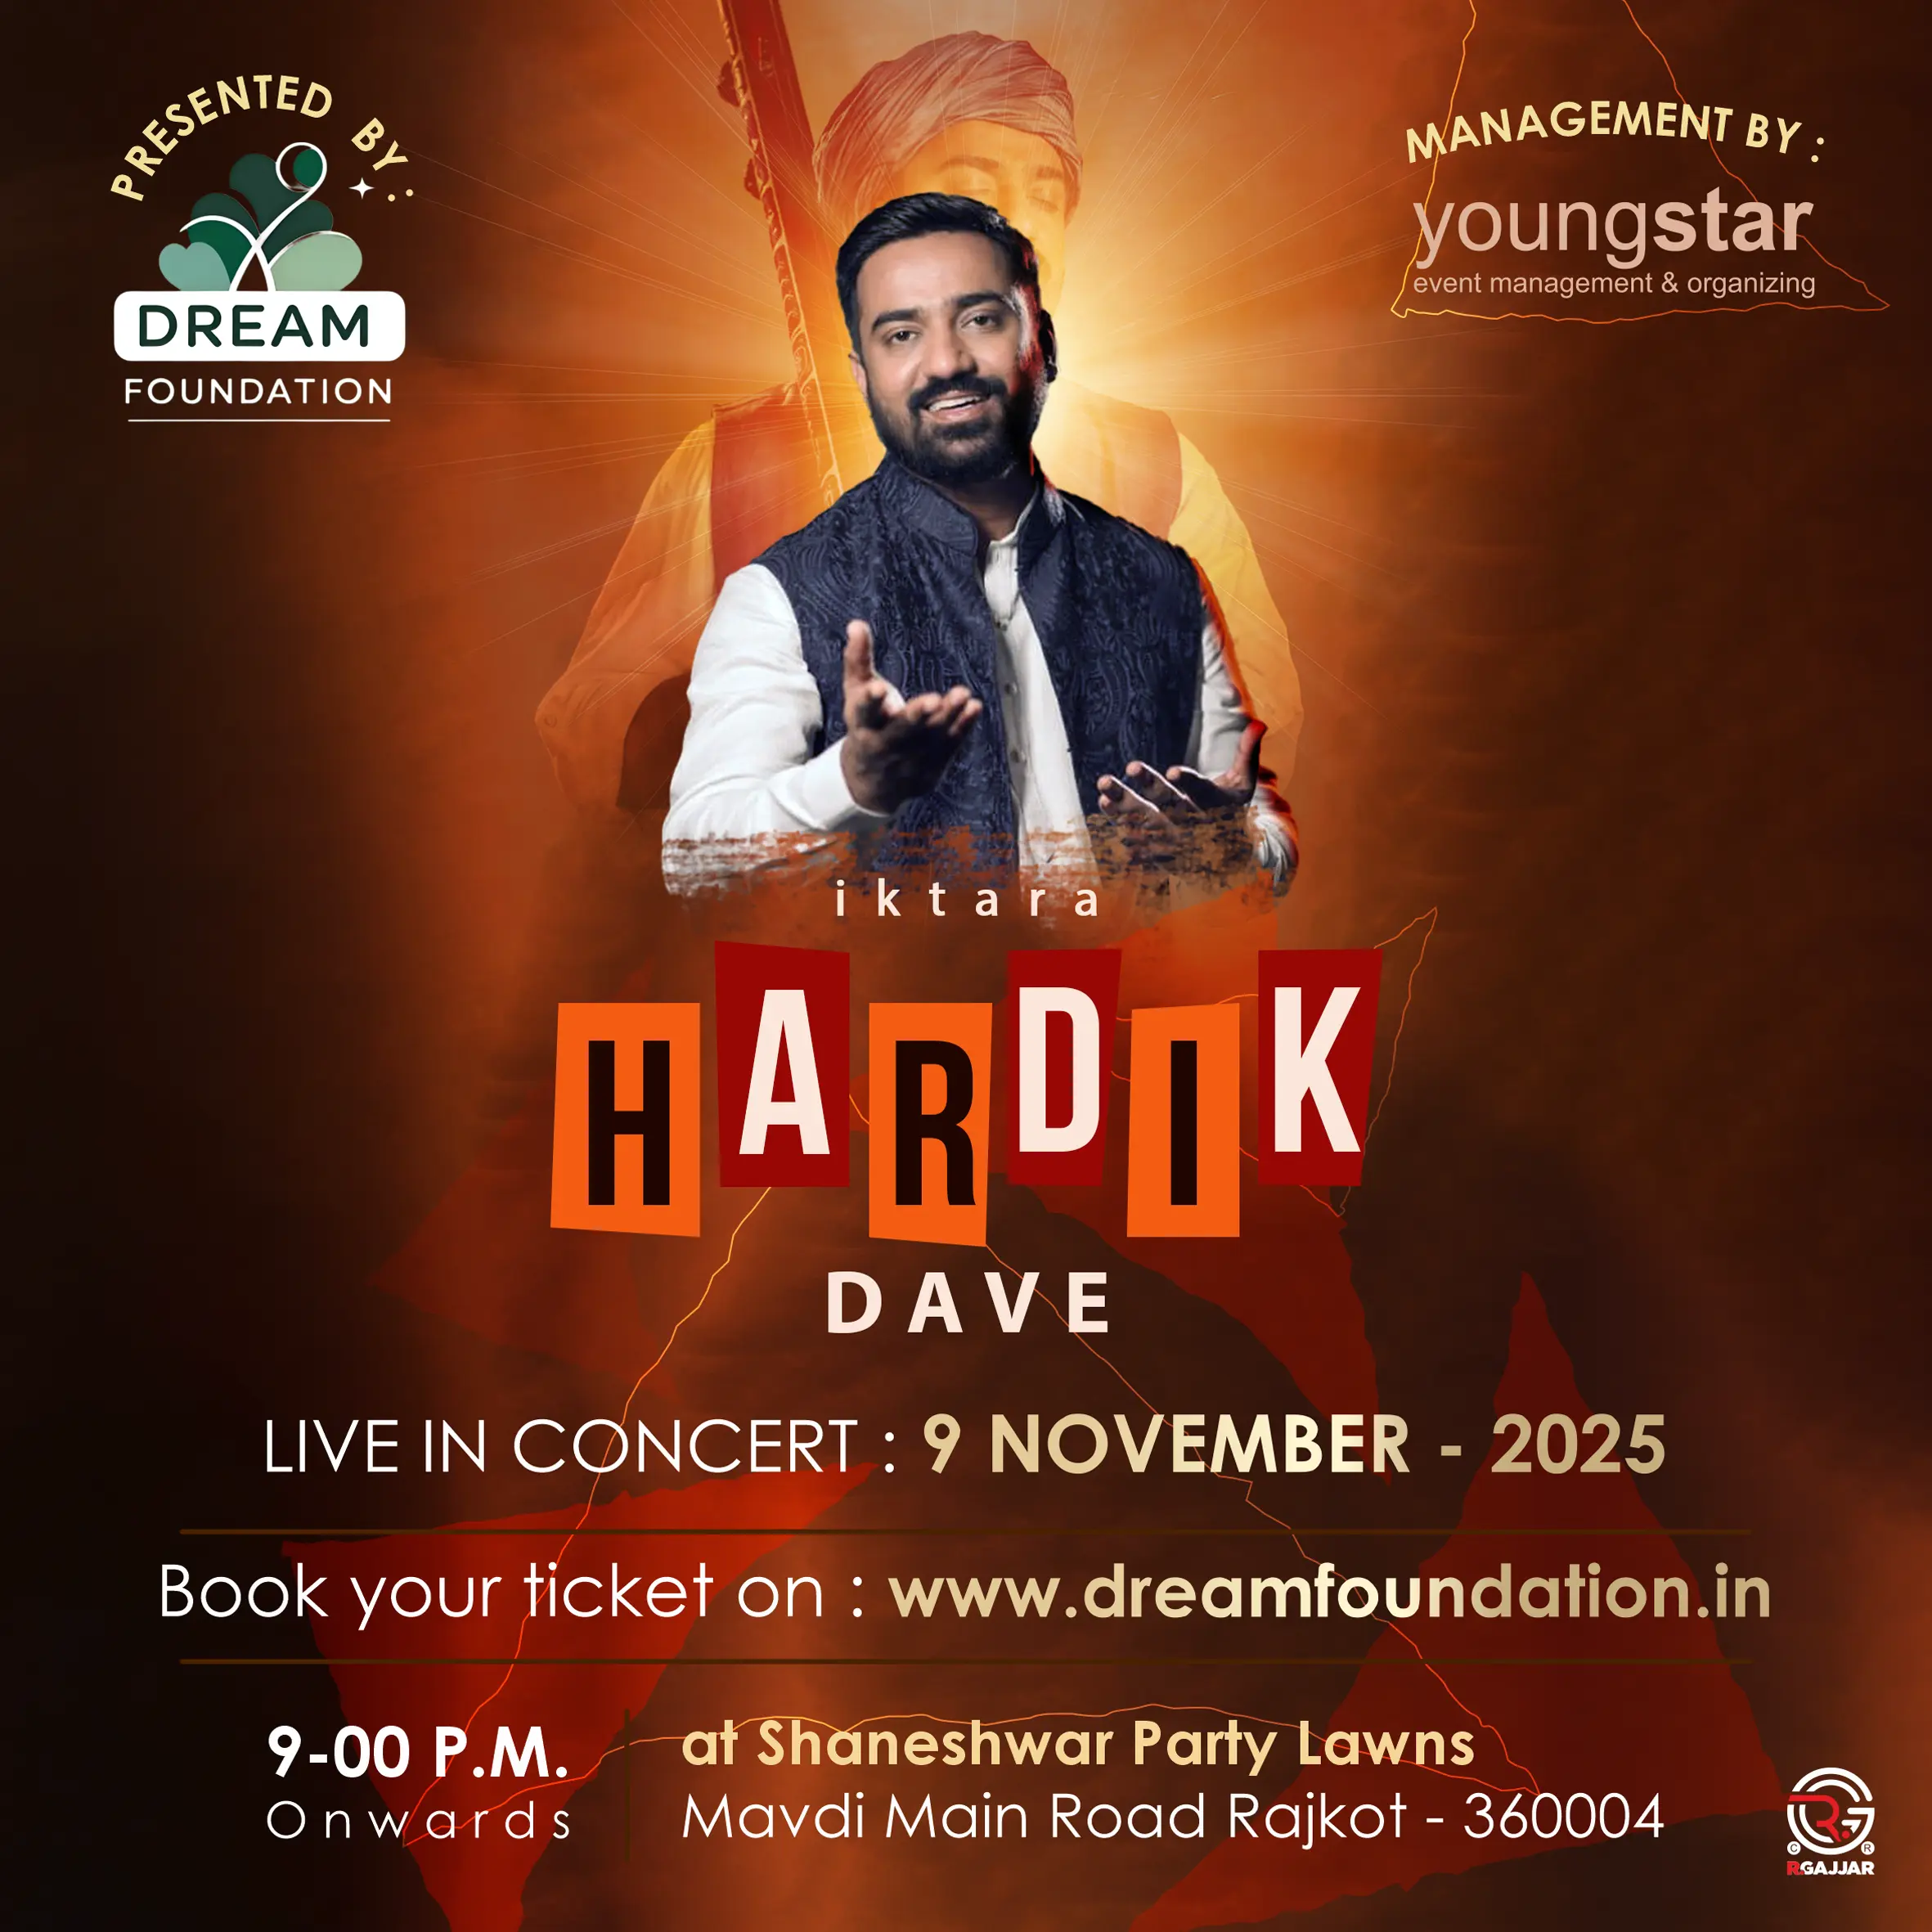 PRESENTED BY :
DREAM
FOUNDATION
MANAGEMENT BY :
youngstar
event management & organizing
iktara
HARDIK
DAVE
LIVE IN CONCERT : 9 NOVEMBER - 2025
Book your ticket on : www.dreamfoundation.in
9-00 P.M.
Onwards
at Shaneshwar Party Lawns
Mavdi Main Road Rajkot - 360004
RG
C R
RGAJJAR